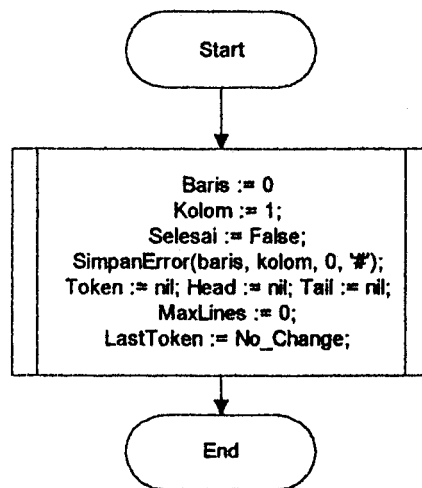 Start
Baris := 0
Kolom := 1;
Selesai := False;
SimpanError(baris, kolom, 0, '#');
Token := nil; Head := nil; Tail := nil;
MaxLines := 0;
LastToken := No_Change;
End